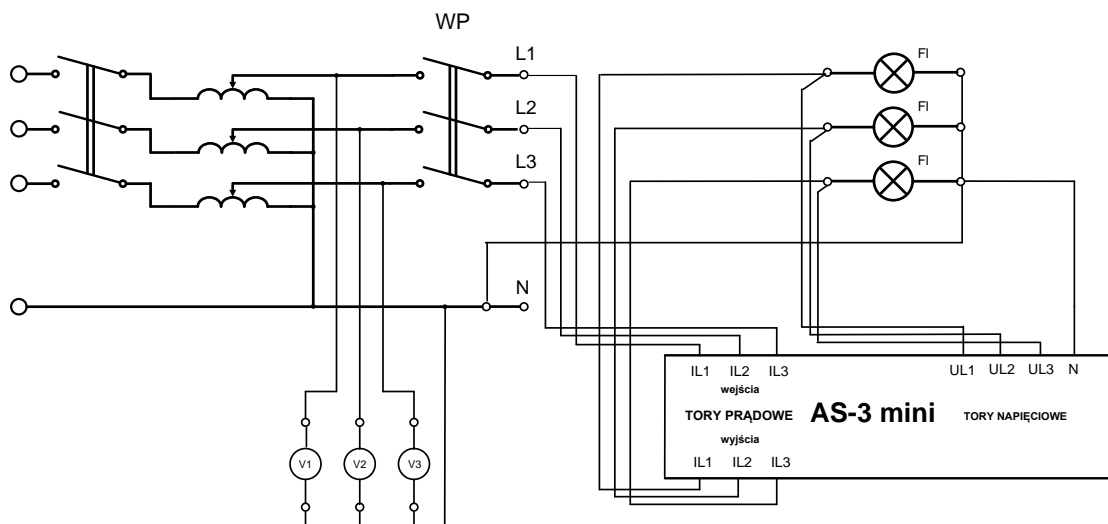 WP
L1
L2
L3
N
Fl
Fl
Fl
V1 V2 V3
IL1 IL2 IL3 UL1 UL2 UL3 N
wejścia
TORY PRĄDOWE AS-3 mini TORY NAPIĘCIOWE
wyjścia
IL1 IL2 IL3